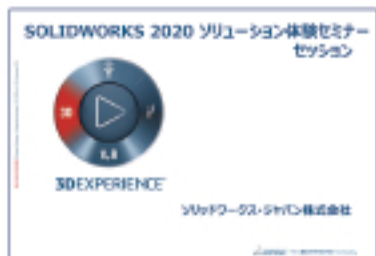 SOLIDWORKS 2020 ソリューション体験セミナー
セッション
3D
3DEXPERIENCE
ソリッドワークス・ジャパン株式会社